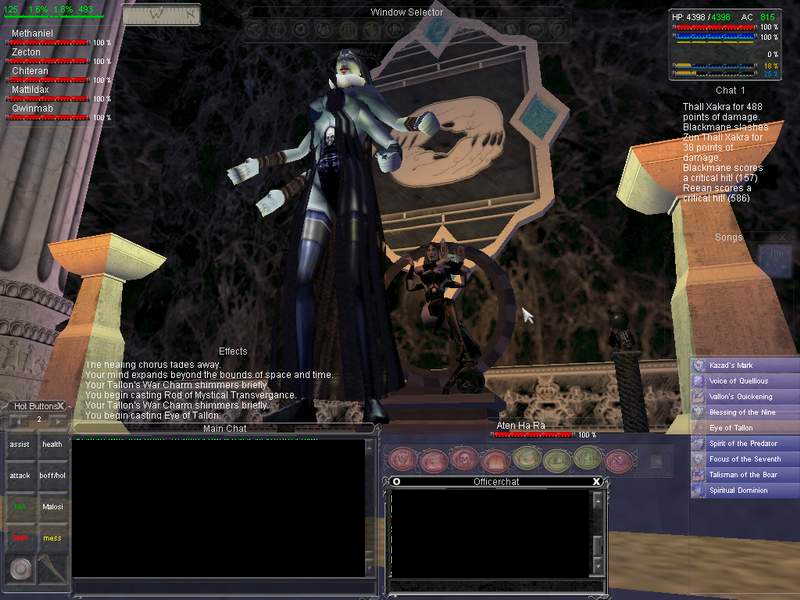 125 1.6% 1.8% 493
W N
Window Selector
HP: 4398 / 4398 AC 815
100 %
100 %
0 %
18 %
Methaniel
100 %
Zecton
100 %
Chiteran
100 %
Mattildax
100 %
Qwinmab
100 %
Chat 1
Thall Xakra for 488
points of damage.
Blackmane slashes
Zun Thall Xakra for
38 points of
damage.
Blackmane scores
a critical hit! (157)
Reean scores a
critical hit! (586)
Songs
Effects
The healing chorus fades away.
Your mind expands beyond the bounds of space and time.
Your Tallon's War Charm shimmers briefly.
You begin casting Rod of Mystical Transvergance.
Your Tallon's War Charm shimmers briefly.
You begin casting Eye of Tallon.
Kazad's Mark
Voice of Quellious
Vallon's Quickening
Blessing of the Nine
Eye of Tallon
Spirit of the Predator
Focus of the Seventh
Talisman of the Boar
Spiritual Dominion
Hot Buttons X
2
assist health
attack boff/hol
Malosi
mess
Main Chat
Aten Ha Ra
100 %
O Officerchat X